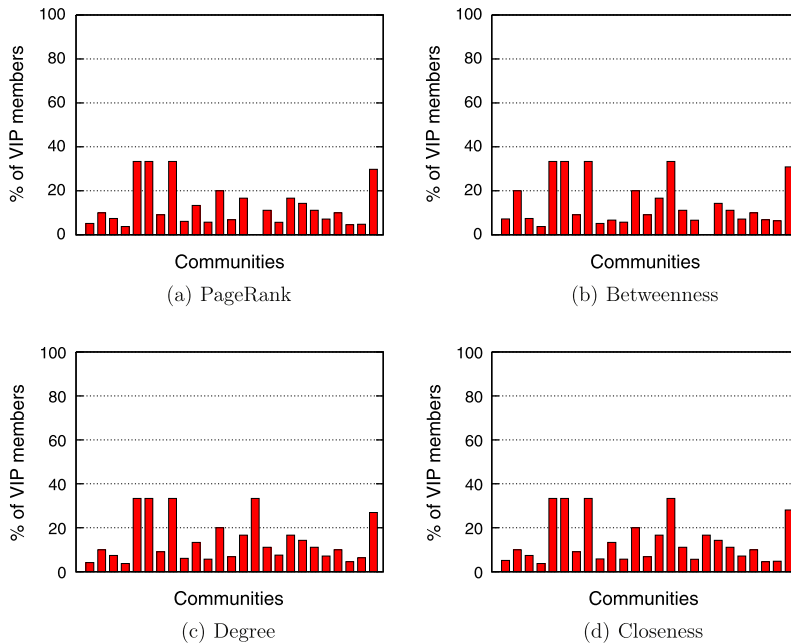 100
80
60
40
20
0
% of VIP members
Communities
(a) PageRank
100
80
60
40
20
0
% of VIP members
Communities
(b) Betweenness
100
80
60
40
20
0
% of VIP members
Communities
(c) Degree
100
80
60
40
20
0
% of VIP members
Communities
(d) Closeness